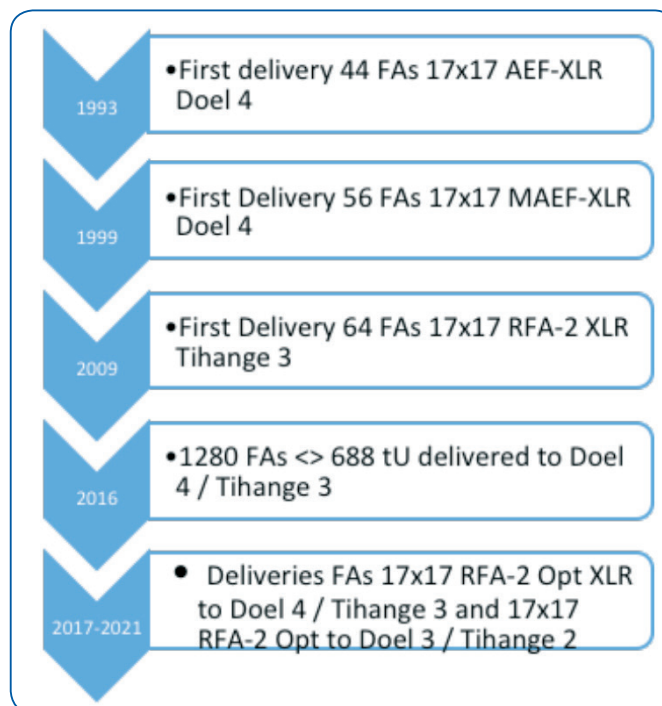 1993
•First delivery 44 FAs 17x17 AEF-XLR
Doel 4
1999
•First Delivery 56 FAs 17x17 MAEF-XLR
Doel 4
2009
•First Delivery 64 FAs 17x17 RFA-2 XLR
Tihange 3
2016
•1280 FAs <> 688 tU delivered to Doel
4 / Tihange 3
2017-2021
• Deliveries FAs 17x17 RFA-2 Opt XLR
to Doel 4 / Tihange 3 and 17x17
RFA-2 Opt to Doel 3 / Tihange 2